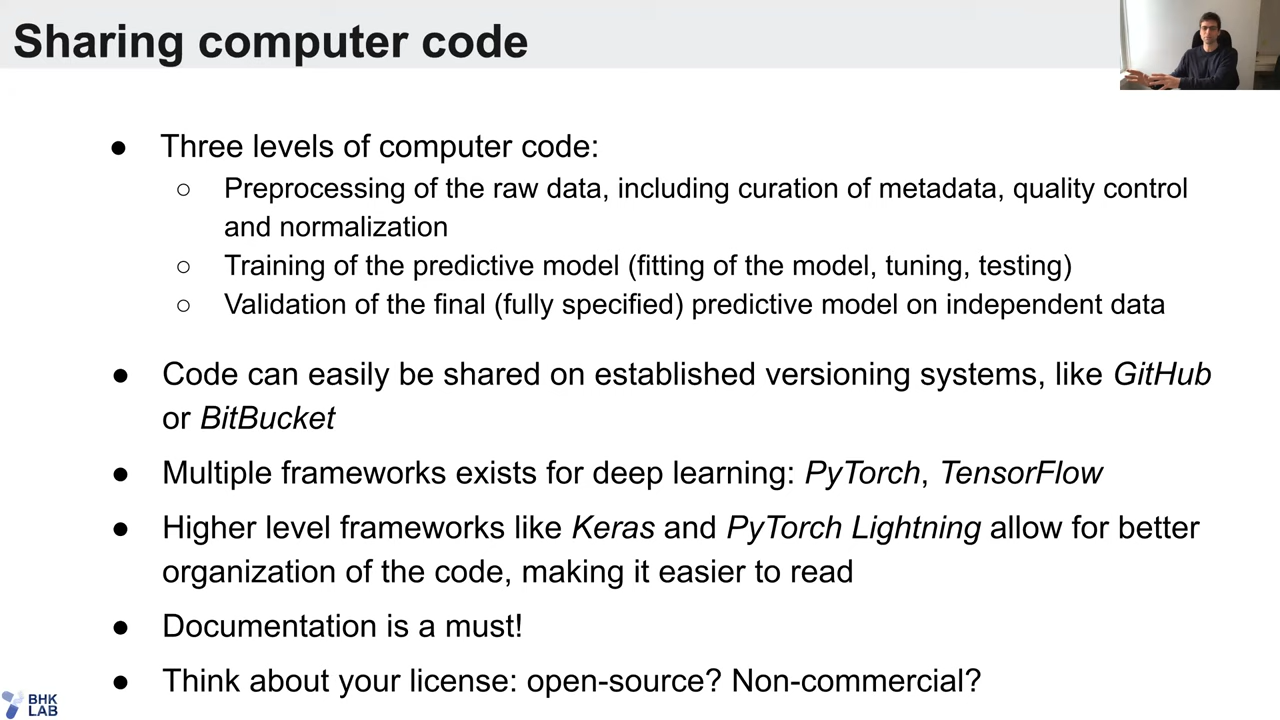 Sharing computer code
● Three levels of computer code:
○ Preprocessing of the raw data, including curation of metadata, quality control
and normalization
○ Training of the predictive model (fitting of the model, tuning, testing)
○ Validation of the final (fully specified) predictive model on independent data
● Code can easily be shared on established versioning systems, like GitHub
or BitBucket
● Multiple frameworks exists for deep learning: PyTorch, TensorFlow
● Higher level frameworks like Keras and PyTorch Lightning allow for better
organization of the code, making it easier to read
● Documentation is a must!
● Think about your license: open-source? Non-commercial?
BHK
LAB